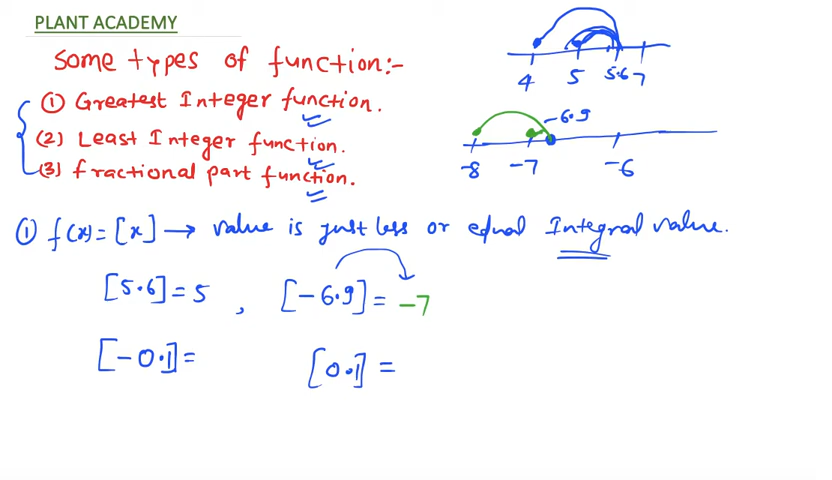 PLANT ACADEMY
Some types of function:-
① Greatest Integer function.
(2) Least Integer function.
(3) fractional part function.
4 5 5.6 7
-6.9
-8 -7 -6
① f(x) = [x] → value is just less or equal Integral value.
[5.6] = 5 , [-6.9] = -7
[-0.1] = [0.1] =